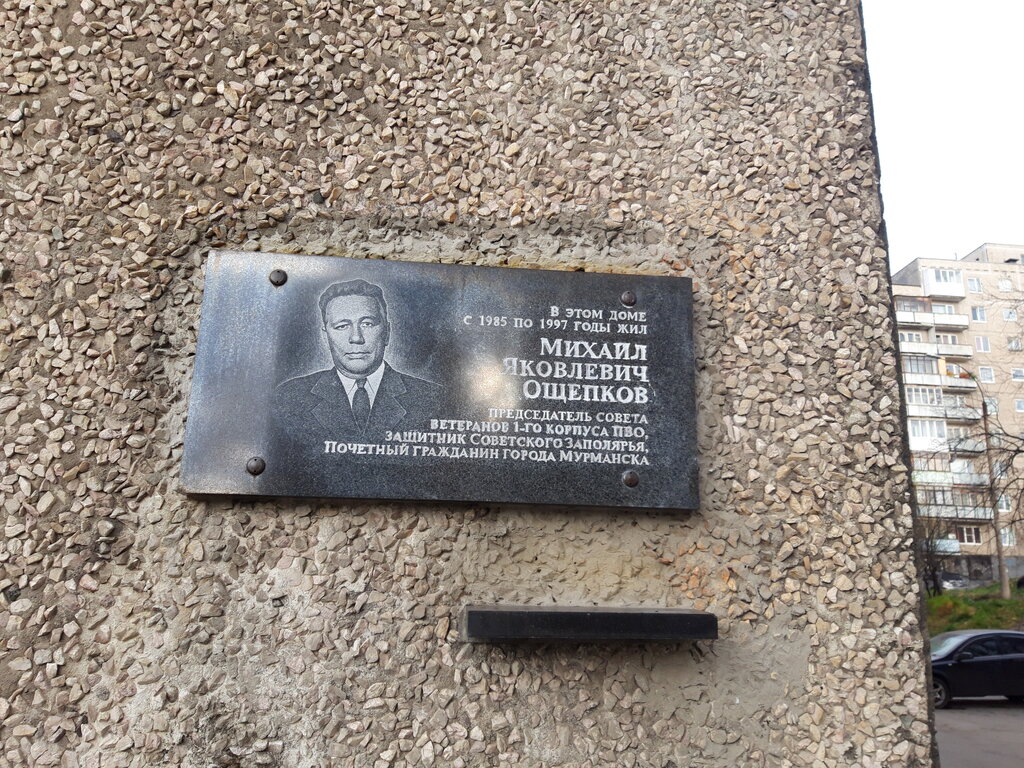 В ЭТОМ ДОМЕ
С 1985 ПО 1997 ГОДЫ ЖИЛ
МИХАИЛ
ЯКОВЛЕВИЧ
ОЩЕПКОВ
ПРЕДСЕДАТЕЛЬ СОВЕТА
ВЕТЕРАНОВ 1-ГО КОРПУСА ПВО,
ЗАЩИТНИК СОВЕТСКОГО ЗАПОЛЯРЬЯ,
ПОЧЕТНЫЙ ГРАЖДАНИН ГОРОДА МУРМАНСКА